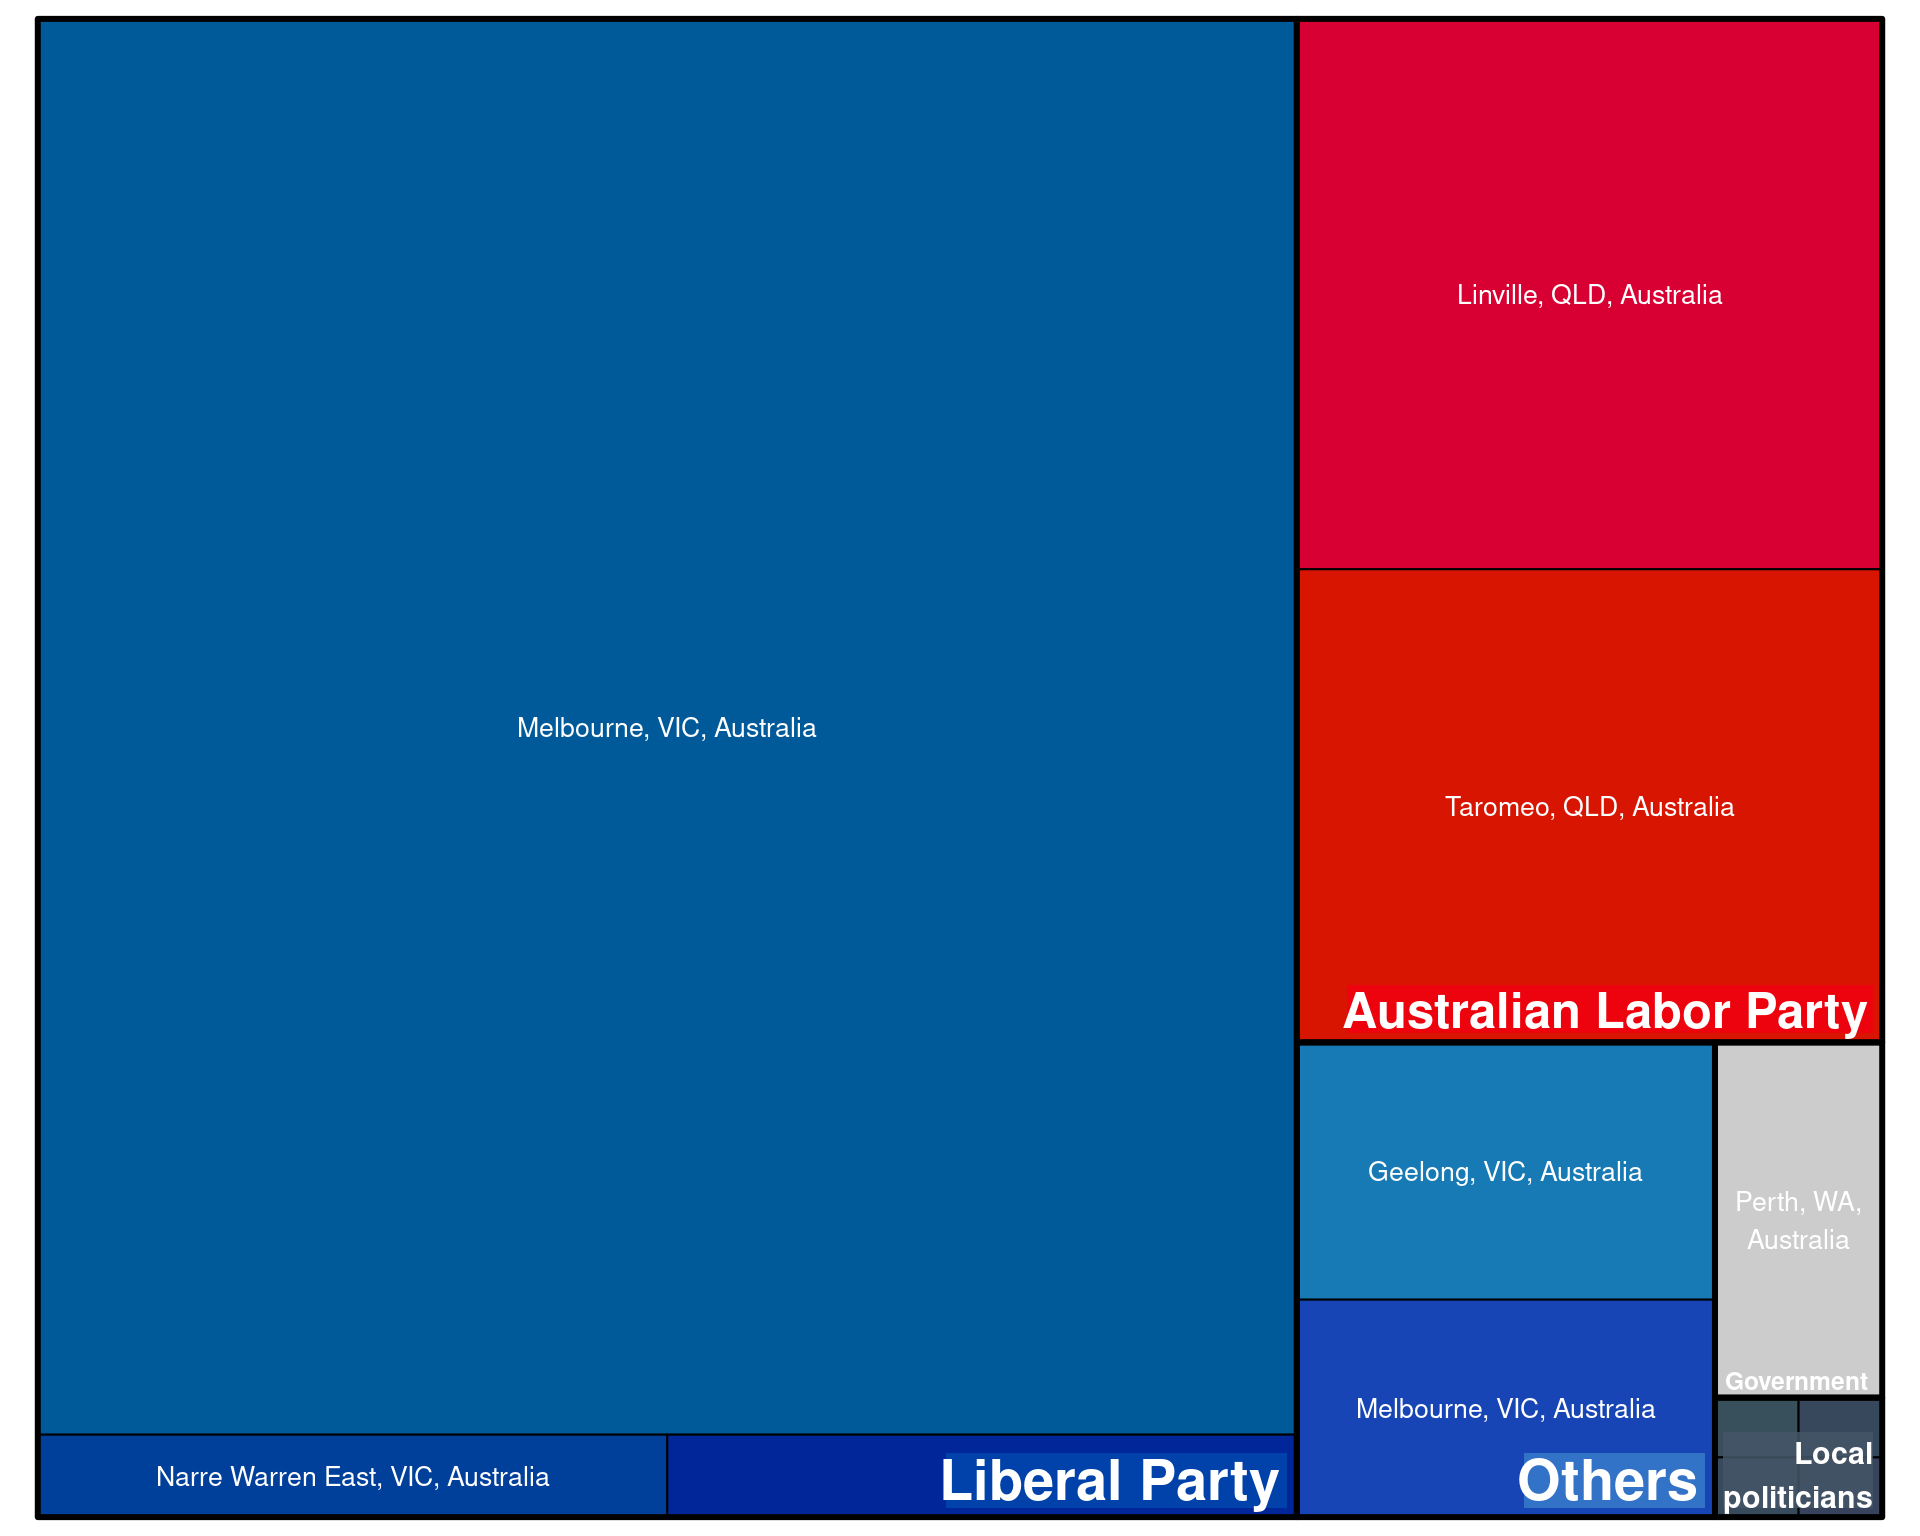 Melbourne, VIC, Australia
Narre Warren East, VIC, Australia
Liberal Party
Linville, QLD, Australia
Taromeo, QLD, Australia
Australian Labor Party
Geelong, VIC, Australia
Melbourne, VIC, Australia
Others
Perth, WA,
Australia
Government
Local
politicians